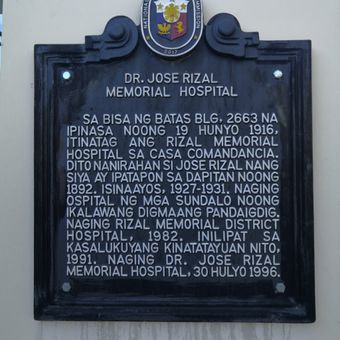 2017
DR. JOSE RIZAL
MEMORIAL HOSPITAL
SA BISA NG BATAS BLG, 2663 NA
IPINASA NOONG 19 HUNYO 1916,
ITINATAG ANG RIZAL MEMORIAL
HOSPITAL SA CASA COMANDANCIA.
DITO NANIRAHAN SI JOSE RIZAL NANG
SIYA AY IPATAPON SA DAPITAN NOONG
1892. ISINAAYOS, 1927-1931. NAGING
OSPITAL NG MGA SUNDALO NOONG
IKALAWANG DIGMAANG PANDAIGDIG.
NAGING RIZAL MEMORIAL DISTRICT
HOSPITAL, 1982. INILIPAT SA
KASALUKUYANG KINATATAYUAN NITO,
1991. NAGING DR. JOSE RIZAL
MEMORIAL HOSPITAL, 30 HULYO 1996.